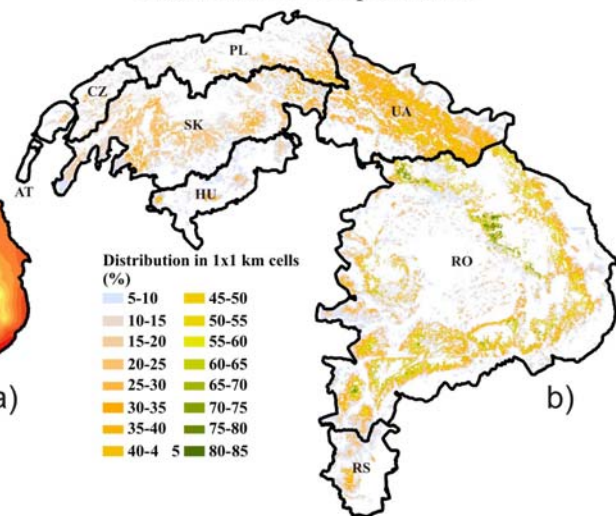 PL
CZ
UA
SK
AT
HU
RO
Distribution in 1x1 km cells
(%)
5-10 45-50
10-15 50-55
15-20 55-60
20-25 60-65
25-30 65-70
30-35 70-75
35-40 75-80
40-4 5 80-85
a)
b)
RS